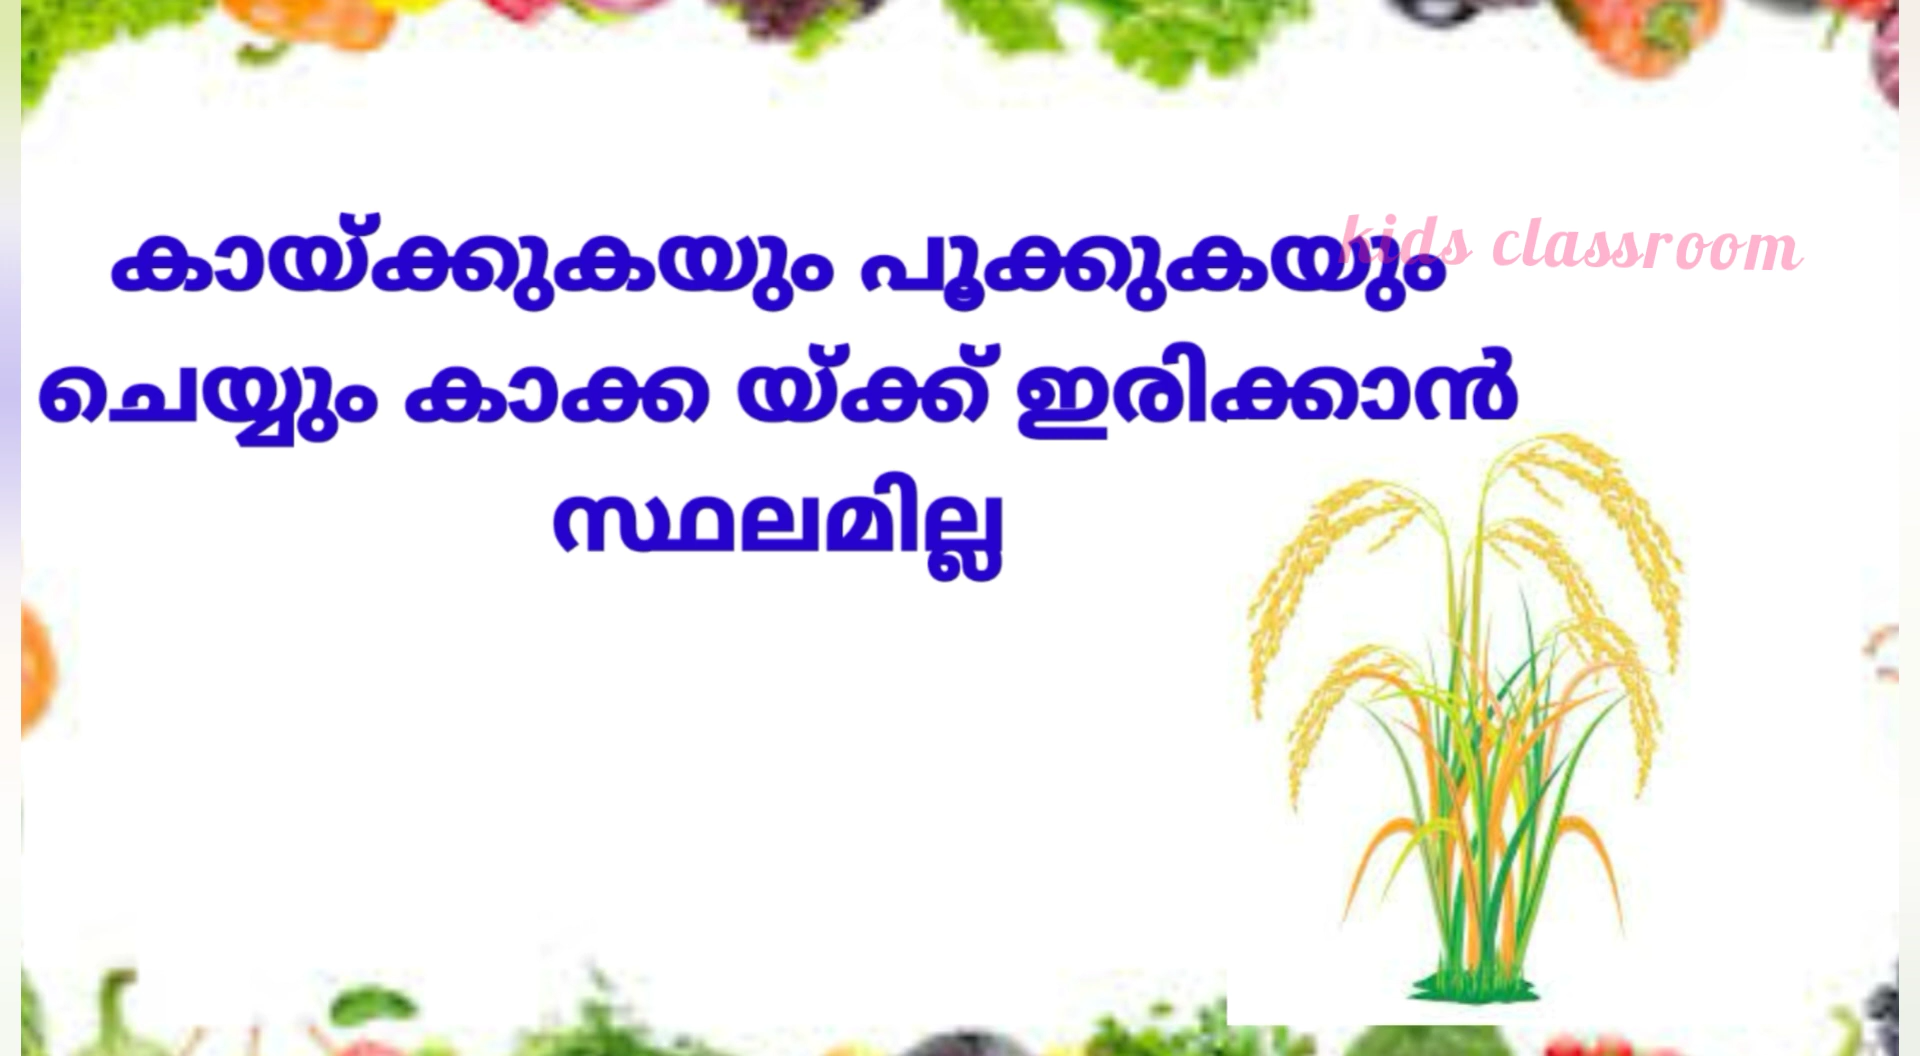 കായ്ക്കുകയും പൂക്കുകയും
kids classroom
ചെയ്യും കാക്ക യ്ക്ക് ഇരിക്കാൻ
സ്ഥലമില്ല